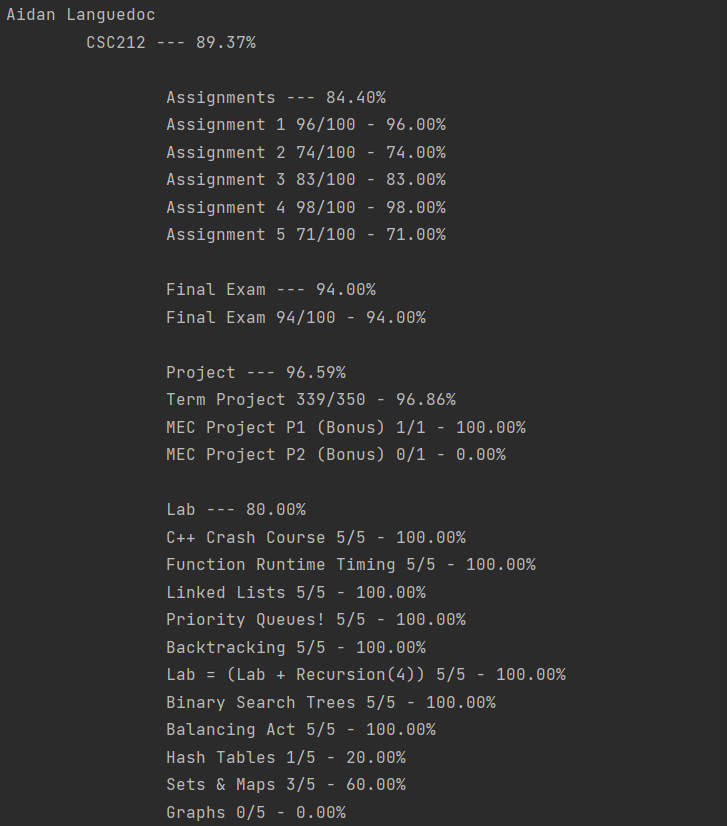 Aidan Languedoc
CSC212 --- 89.37%
Assignments --- 84.40%
Assignment 1 96/100 - 96.00%
Assignment 2 74/100 - 74.00%
Assignment 3 83/100 - 83.00%
Assignment 4 98/100 - 98.00%
Assignment 5 71/100 - 71.00%
Final Exam --- 94.00%
Final Exam 94/100 - 94.00%
Project --- 96.59%
Term Project 339/350 - 96.86%
MEC Project P1 (Bonus) 1/1 - 100.00%
MEC Project P2 (Bonus) 0/1 - 0.00%
Lab --- 80.00%
C++ Crash Course 5/5 - 100.00%
Function Runtime Timing 5/5 - 100.00%
Linked Lists 5/5 - 100.00%
Priority Queues! 5/5 - 100.00%
Backtracking 5/5 - 100.00%
Lab = (Lab + Recursion(4)) 5/5 - 100.00%
Binary Search Trees 5/5 - 100.00%
Balancing Act 5/5 - 100.00%
Hash Tables 1/5 - 20.00%
Sets & Maps 3/5 - 60.00%
Graphs 0/5 - 0.00%